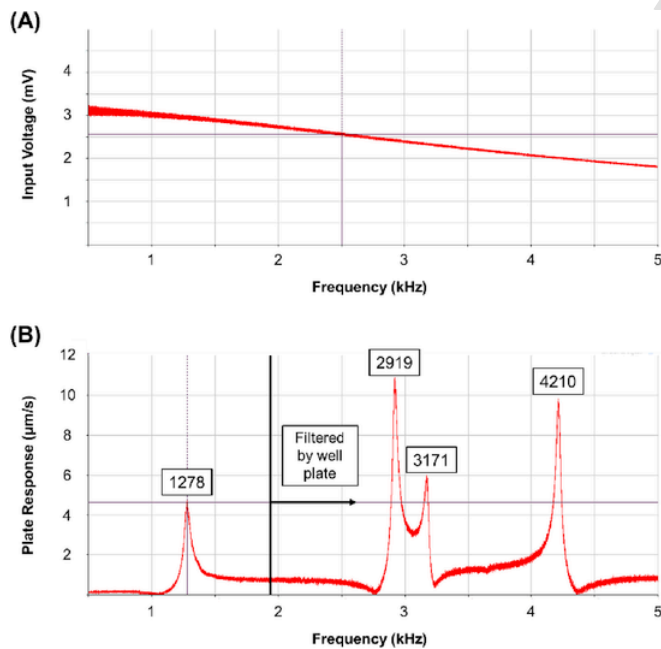 (A)
Input Voltage (mV)
4
3
2
1
1 2 3 4 5
Frequency (kHz)
(B)
Plate Response (μm/s)
12
10
8
6
4
2
2919
4210
Filtered
by well
plate
3171
1278
1 2 3 4 5
Frequency (kHz)